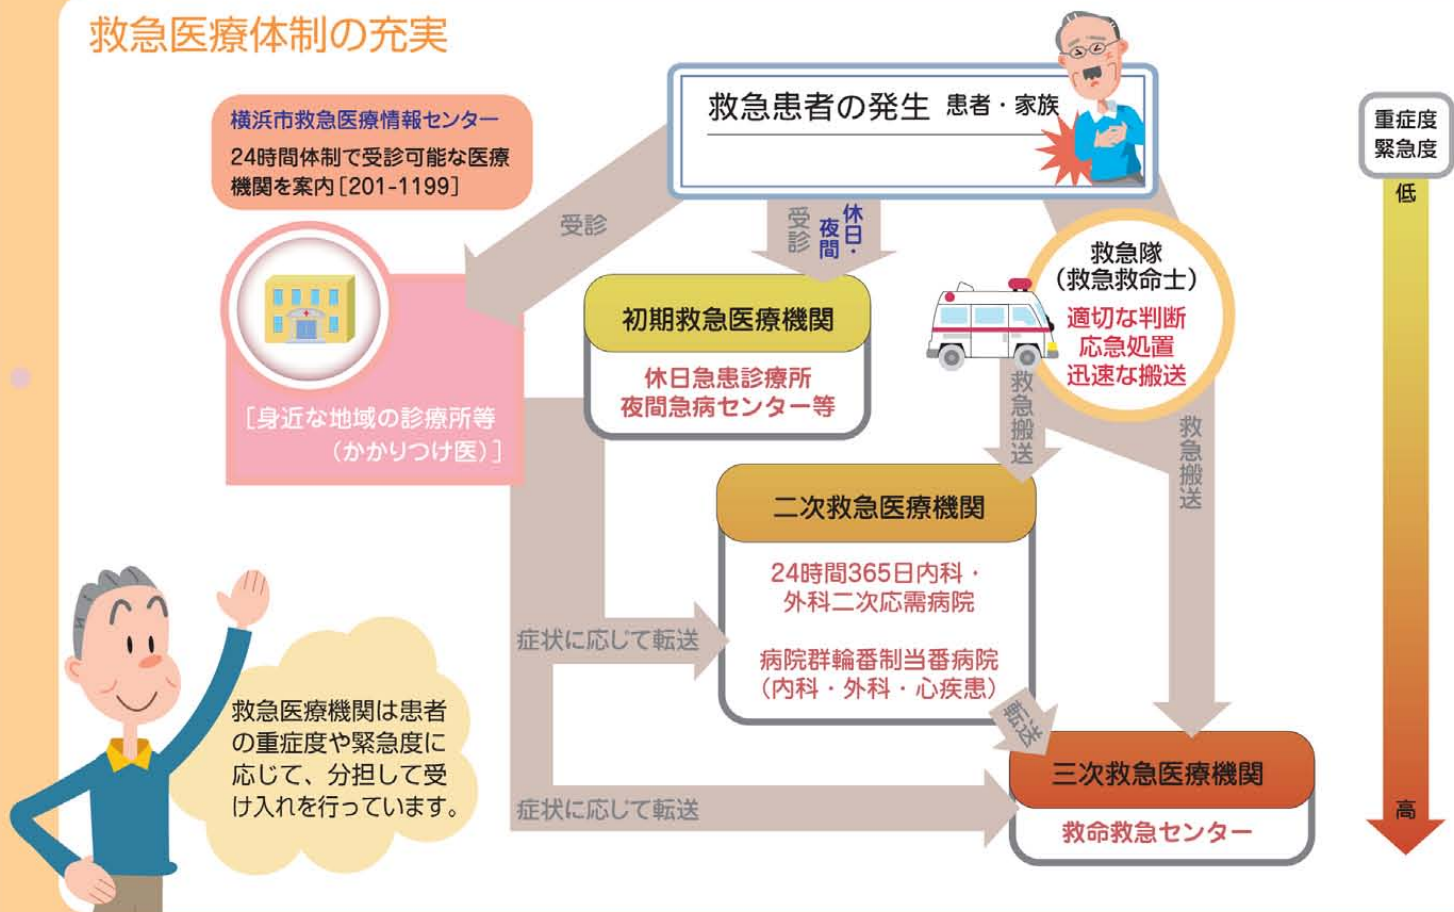 救急医療体制の充実
救急患者の発生 患者・家族
重症度
緊急度
低
高
横浜市救急医療情報センター
24時間体制で受診可能な医療
機関を案内[201-1199]
受診
受診
休日・
夜間
救急隊
(救急救命士)
適切な判断
応急処置
迅速な搬送
初期救急医療機関
休日急患診療所
夜間急病センター等
[身近な地域の診療所等
(かかりつけ医)]
救急搬送
救急搬送
二次救急医療機関
24時間365日内科・
外科二次応需病院
病院群輪番制当番病院
(内科・外科・心疾患)
症状に応じて転送
転送
三次救急医療機関
救命救急センター
症状に応じて転送
救急医療機関は患者
の重症度や緊急度に
応じて、分担して受
け入れを行っています。